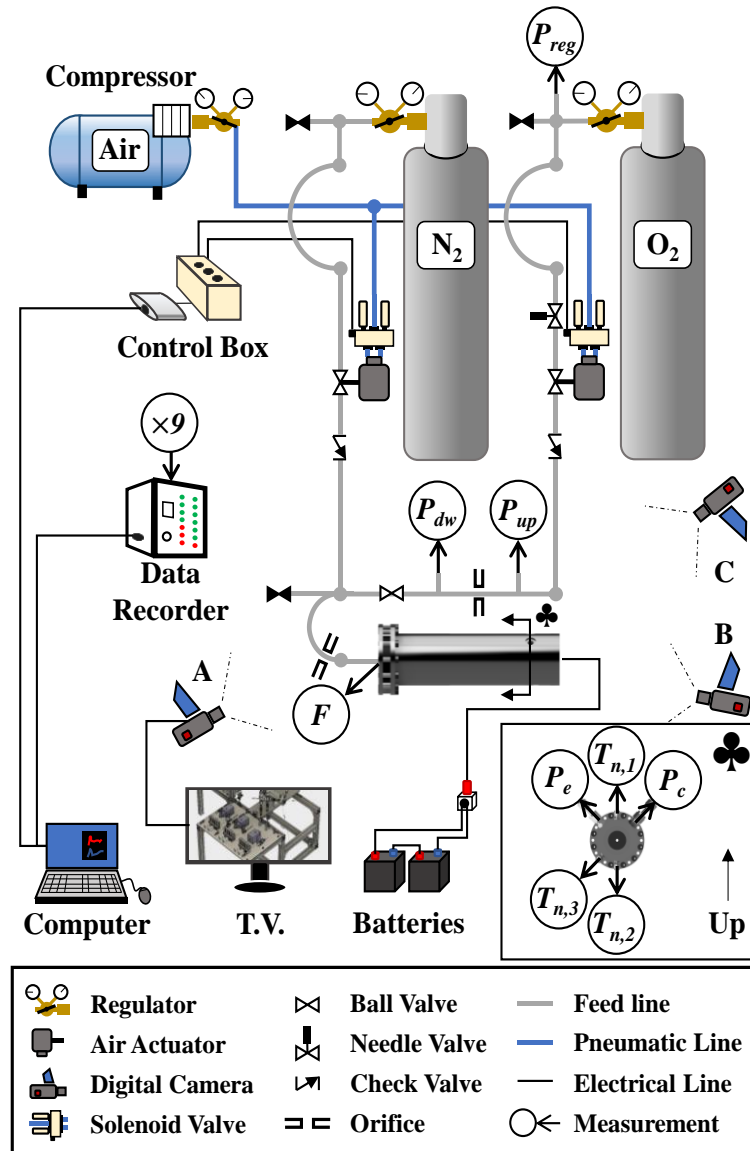 P_reg
Compressor
Air
N₂
O₂
Control Box
×9
P_dw
P_up
Data
Recorder
C
♣
A
B
F
♣
T_n,1
P_e
P_c
T_n,3
T_n,2
Up
Computer
T.V.
Batteries
Regulator
Ball Valve
Feed line
Air Actuator
Needle Valve
Pneumatic Line
Digital Camera
Check Valve
Electrical Line
Solenoid Valve
Orifice
Measurement